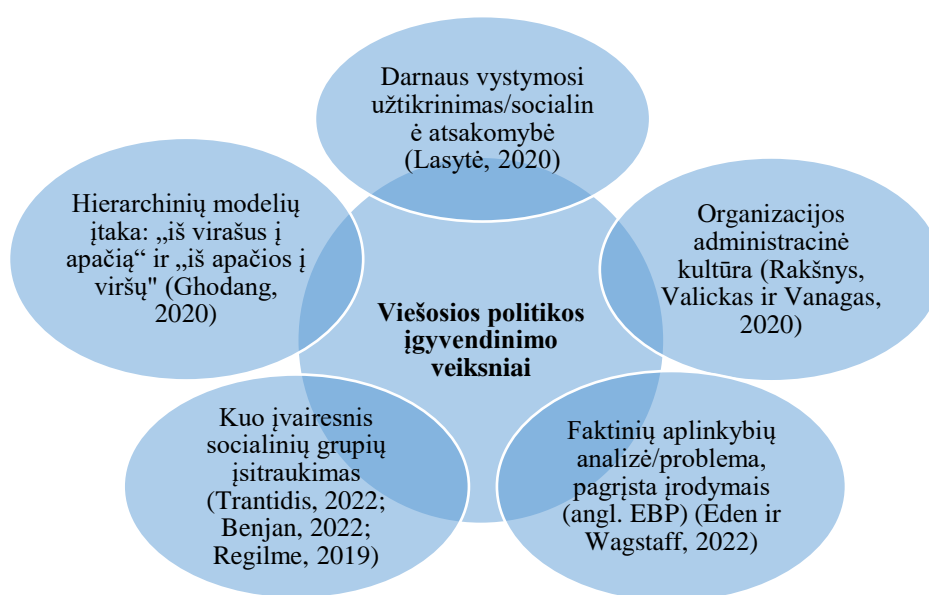 Darnaus vystymosi
užtikrinimas/socialin
ė atsakomybė
(Lasytė, 2020)
Organizacijos
administracinė
kultūra (Rakšnys,
Valickas ir Vanagas,
2020)
Faktinių aplinkybių
analizė/problema,
pagrįsta įrodymais
(angl. EBP) (Eden ir
Wagstaff, 2022)
Kuo įvairesnis
socialinių grupių
įsitraukimas
(Trantidis, 2022;
Benjan, 2022;
Regilme, 2019)
Hierarchinių modelių
įtaka: „iš virašus į
apačią“ ir „iš apačios į
viršų" (Ghodang,
2020)
Viešosios politikos
įgyvendinimo
veiksniai